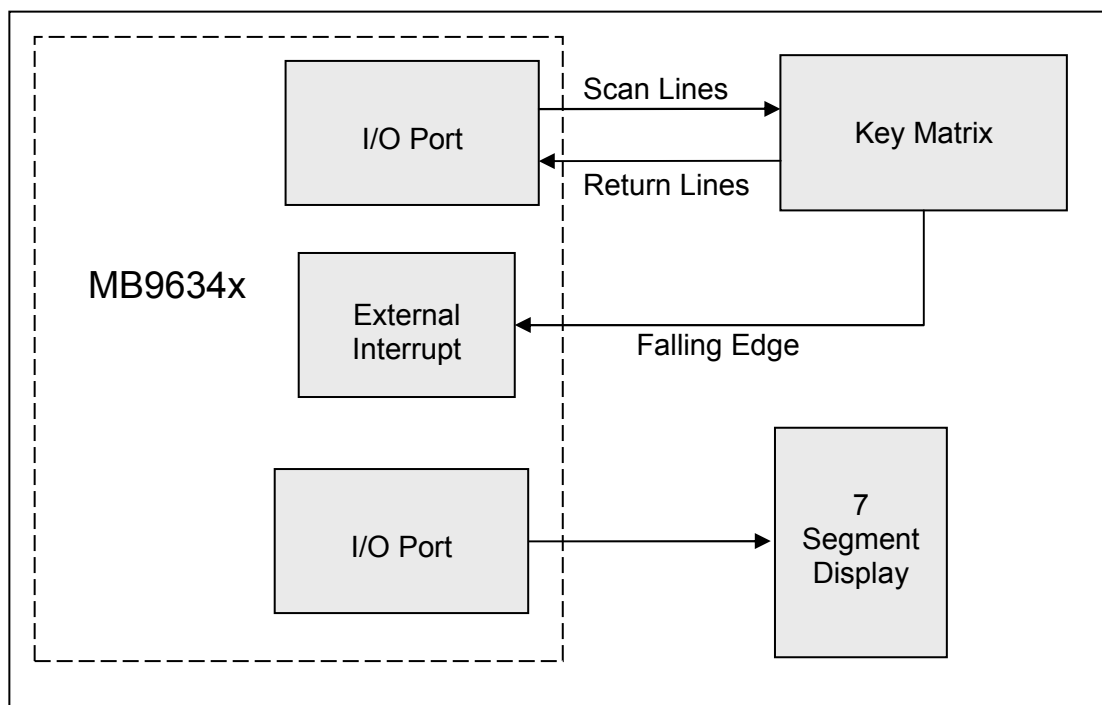 I/O Port
Scan Lines
Return Lines
Key Matrix
MB9634x
External
Interrupt
Falling Edge
I/O Port
7
Segment
Display